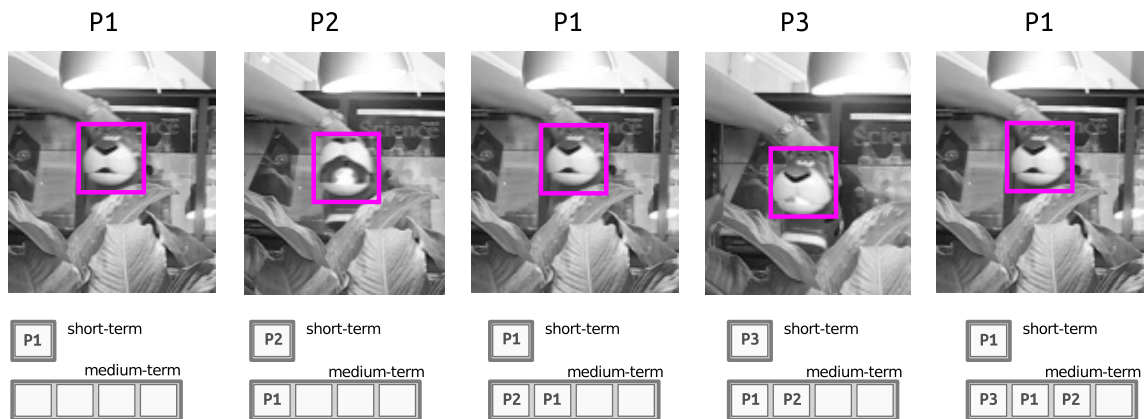 P1 P2 P1 P3 P1
Science Science Science Science
P1 short-term P2 short-term P1 short-term P3 short-term P1 short-term
medium-term medium-term medium-term medium-term medium-term
P1 P2 P1 P1 P2 P3 P1 P2